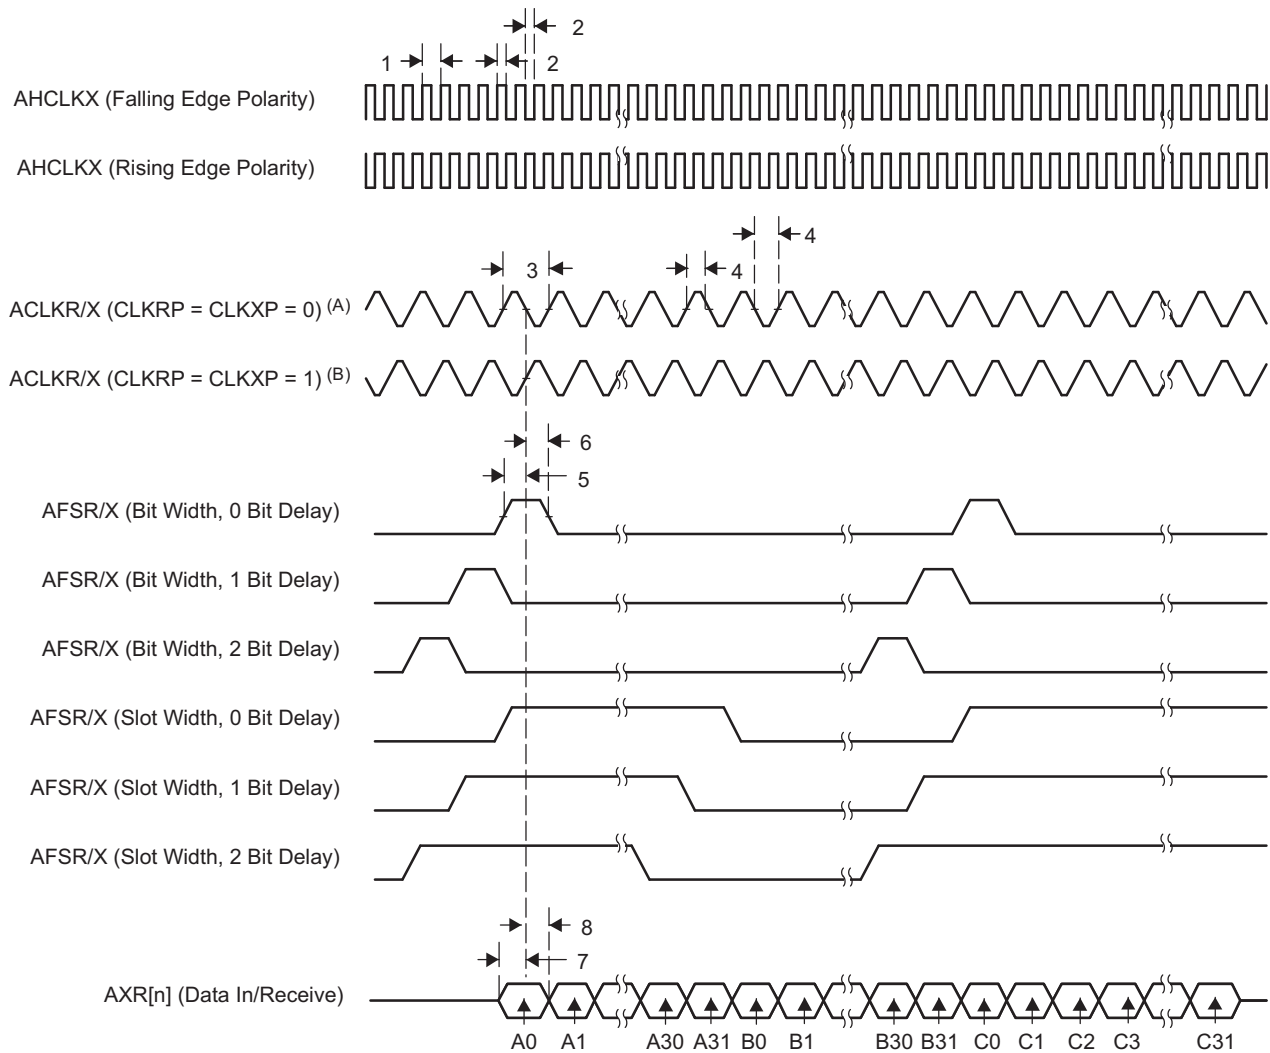 2
1
2
AHCLKX (Falling Edge Polarity)
AHCLKX (Rising Edge Polarity)
4
3
4
ACLKR/X (CLKRP = CLKXP = 0) (A)
ACLKR/X (CLKRP = CLKXP = 1) (B)
6
5
AFSR/X (Bit Width, 0 Bit Delay)
AFSR/X (Bit Width, 1 Bit Delay)
AFSR/X (Bit Width, 2 Bit Delay)
AFSR/X (Slot Width, 0 Bit Delay)
AFSR/X (Slot Width, 1 Bit Delay)
AFSR/X (Slot Width, 2 Bit Delay)
8
7
AXR[n] (Data In/Receive)
A0 A1 A30 A31 B0 B1 B30 B31 C0 C1 C2 C3 C31